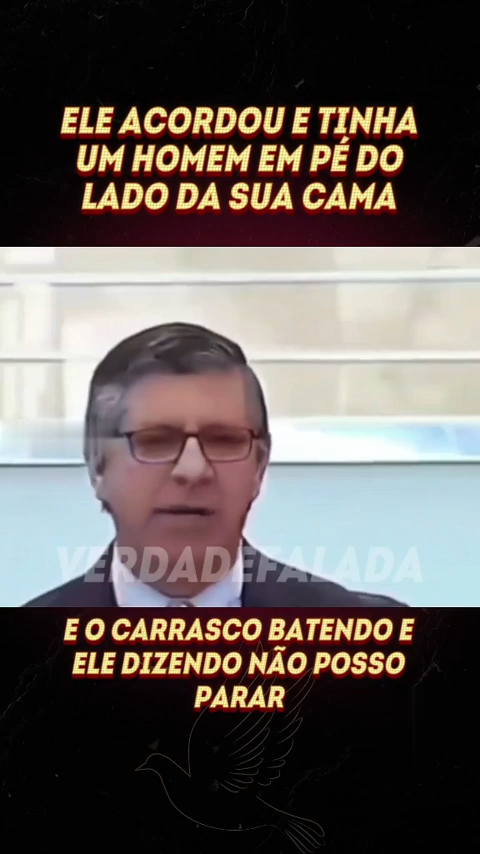 ELE ACORDOU E TINHA
UM HOMEM EM PÉ DO
LADO DA SUA CAMA
VERDADEFALADA
E O CARRASCO BATENDO E
ELE DIZENDO NÃO POSSO
PARAR